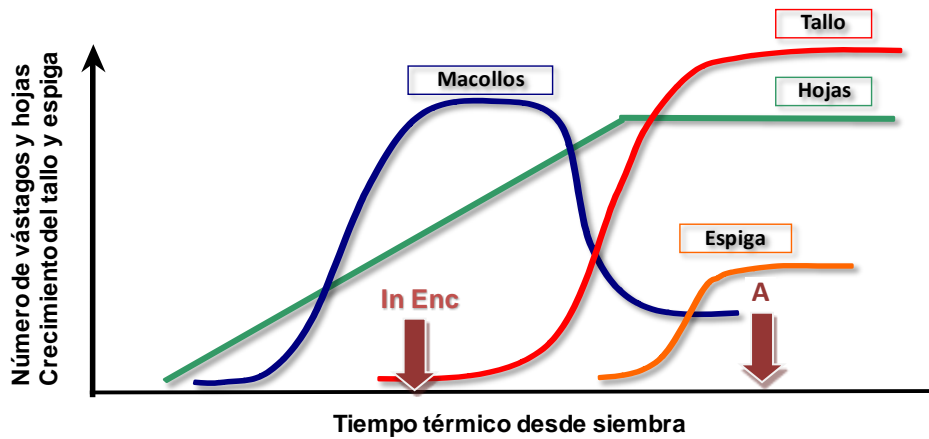 Tallo
Macollos
Hojas
Número de vástagos y hojas
Crecimiento del tallo y espiga
Espiga
In Enc
A
Tiempo térmico desde siembra